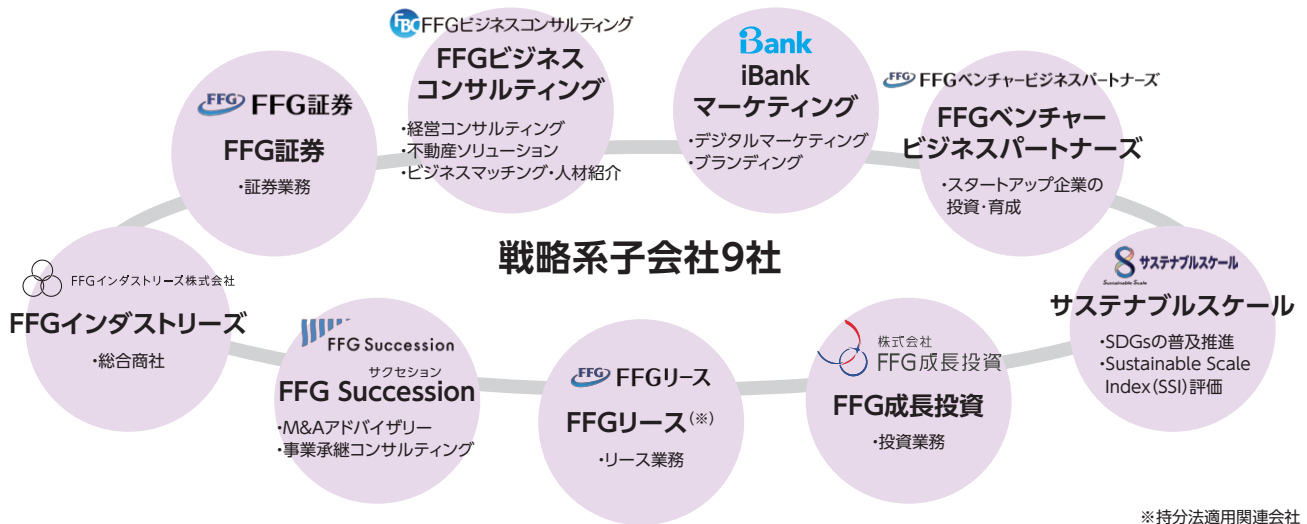 FBC FFGビジネスコンサルティング
FFGビジネス
コンサルティング
・経営コンサルティング
・不動産ソリューション
・ビジネスマッチング・人材紹介
iBank
iBank
マーケティング
・デジタルマーケティング
・ブランディング
FFG FFG証券
FFG証券
・証券業務
FFG FFGベンチャービジネスパートナーズ
FFGベンチャー
ビジネスパートナーズ
・スタートアップ企業の
投資・育成
戦略系子会社9社
FFGインダストリーズ株式会社
FFGインダストリーズ
・総合商社
FFG Succession
サクセション
FFG Succession
・M&Aアドバイザリー
・事業承継コンサルティング
FFG FFGリース
FFGリース(※)
・リース業務
株式会社
FFG成長投資
FFG成長投資
・投資業務
サステナブルスケール
Sustainable Scale
サステナブルスケール
・SDGsの普及推進
・Sustainable Scale
Index(SSI)評価
※持分法適用関連会社